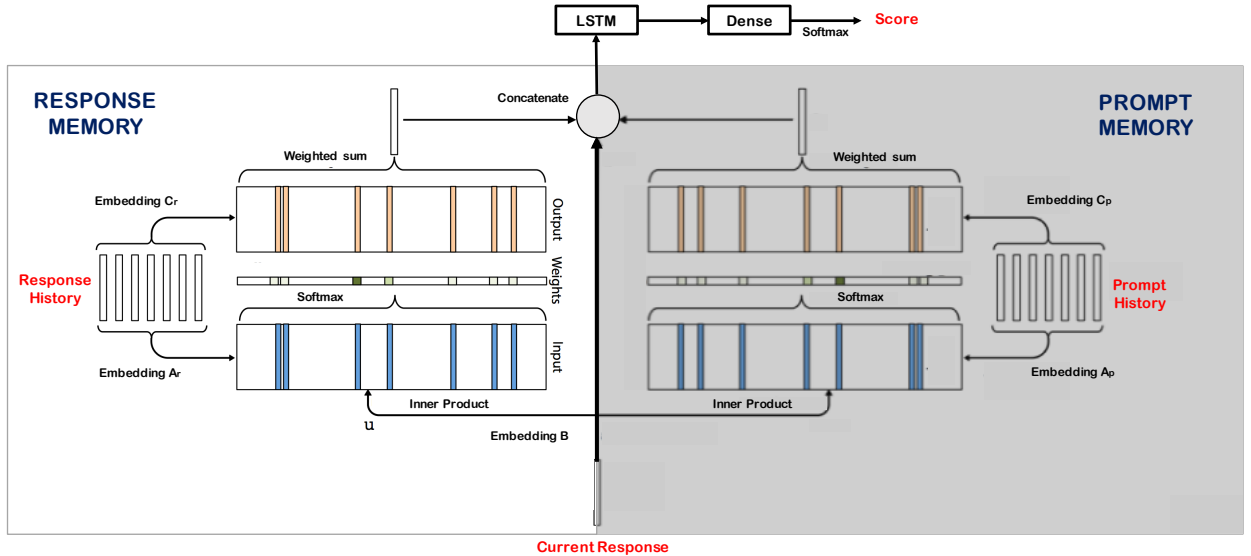 LSTM
Dense
Softmax
Score
RESPONSE
MEMORY
Concatenate
PROMPT
MEMORY
Weighted sum
Weighted sum
Embedding Cr
Output
Embedding Cp
Response
History
Weights
Prompt
History
Softmax
Softmax
Embedding Ar
Input
Embedding Ap
Inner Product
Inner Product
u
Embedding B
Current Response